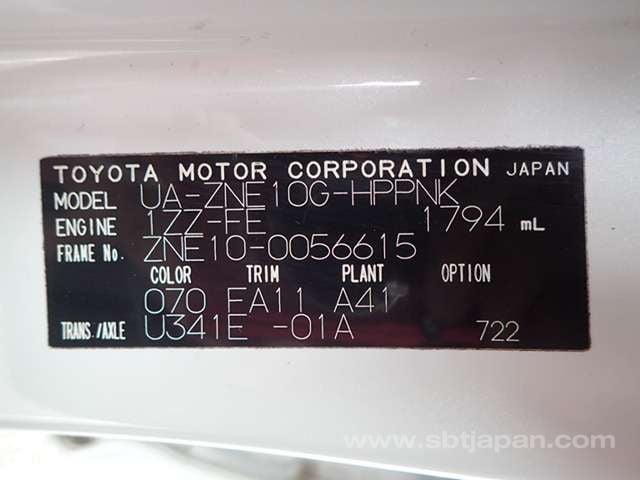 TOYOTA MOTOR CORPORATION JAPAN
MODEL UA-ZNE10G-HPPNK
ENGINE 1ZZ-FE 1794 mL
FRAME No. ZNE10-0056615
COLOR TRIM PLANT OPTION
070 FA11 A41
TRANS./AXLE U341E -01A 722
www.sbtjapan.com